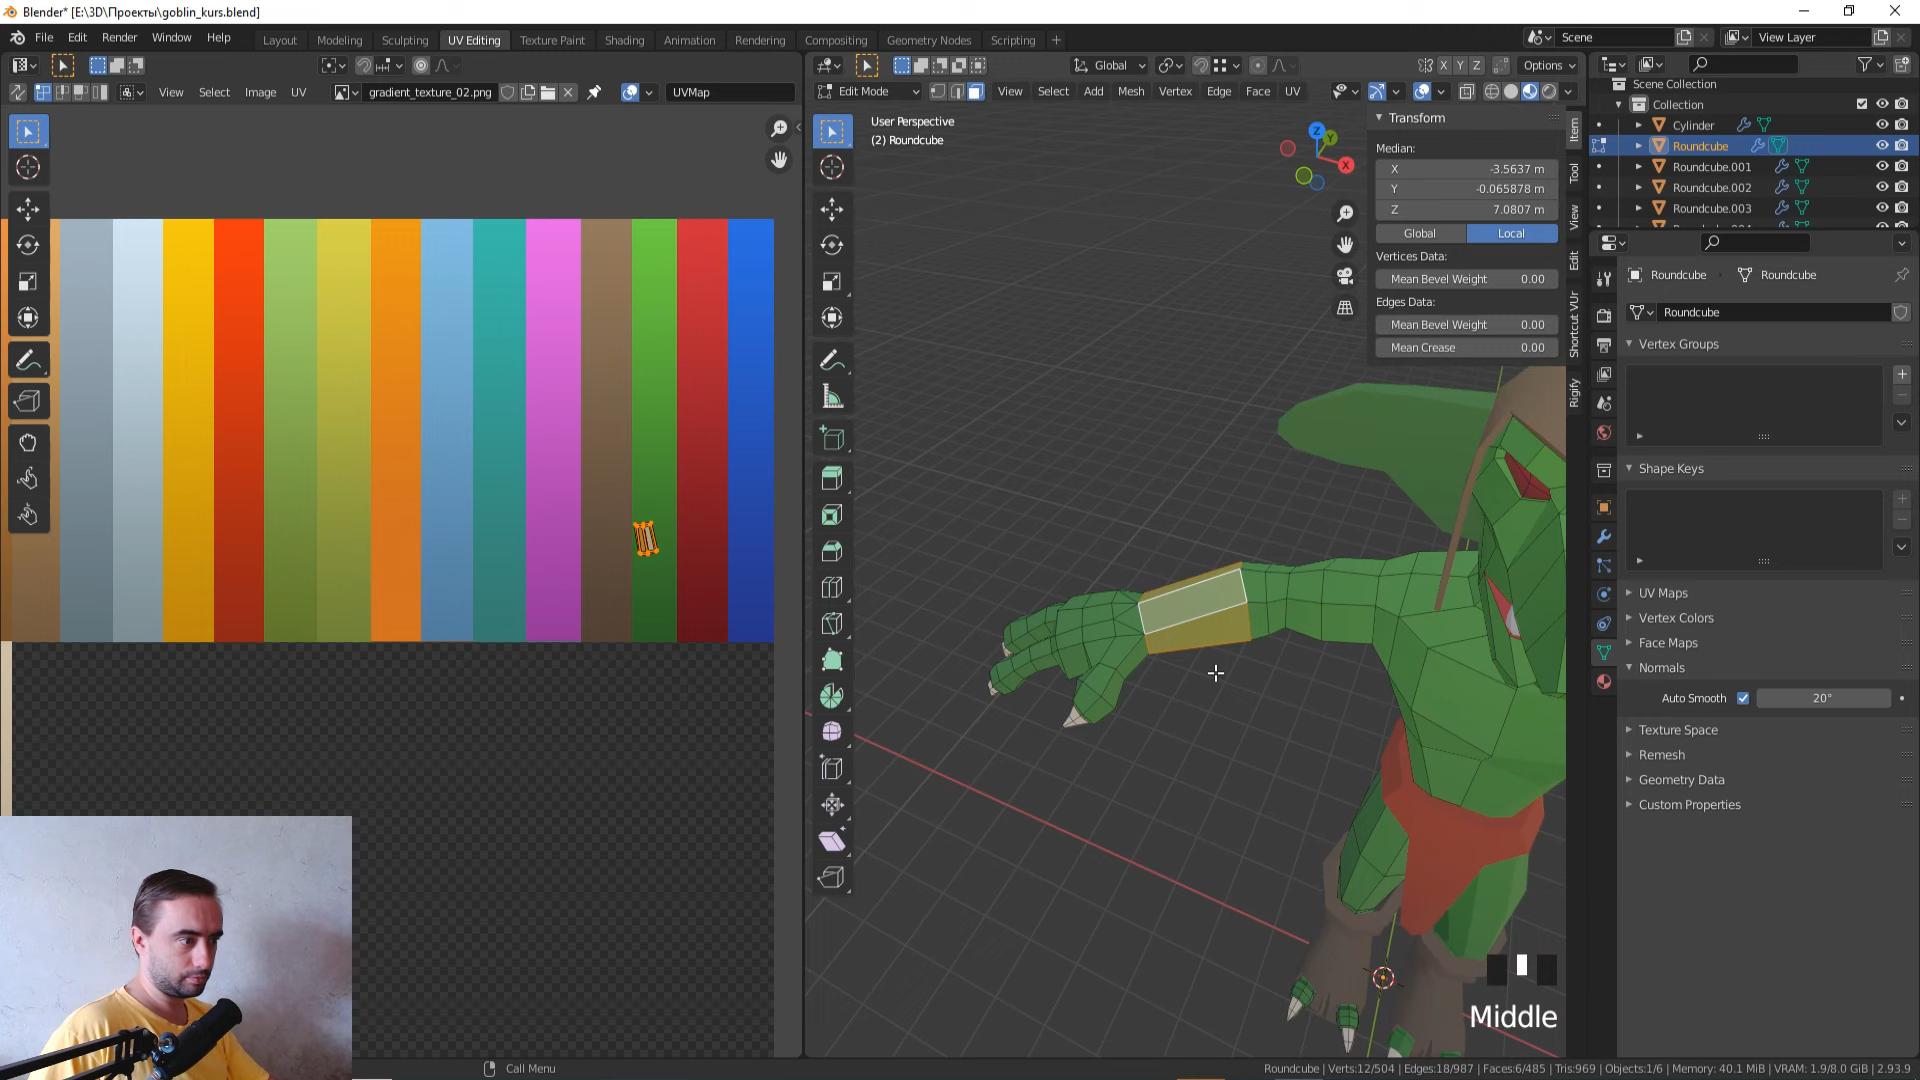 Blender* [E:\3D\Проекты\goblin_kurs.blend]
File Edit Render Window Help
Layout Modeling Sculpting UV Editing Texture Paint Shading Animation Rendering Compositing Geometry Nodes Scripting +
Scene
View Layer
Global
X Y Z
Options
View Select Image UV
gradient_texture_02.png
UVMap
Edit Mode
View Select Add Mesh Vertex Edge Face UV
Scene Collection
Collection
Cylinder
Roundcube
Roundcube.001
Roundcube.002
Roundcube.003
User Perspective
(2) Roundcube
Z
Y
X
Transform
Median:
X -3.5637 m
Y -0.065878 m
Z 7.0807 m
Global Local
Vertices Data:
Mean Bevel Weight 0.00
Edges Data:
Mean Bevel Weight 0.00
Mean Crease 0.00
Item
Tool
View
Edit
Shortcut VUr
Rigify
Roundcube
Roundcube
Roundcube
Vertex Groups
Shape Keys
UV Maps
Vertex Colors
Face Maps
Normals
Auto Smooth 20°
Texture Space
Remesh
Geometry Data
Custom Properties
Middle
Call Menu
Roundcube | Verts:12/504 | Edges:18/987 | Faces:6/485 | Tris:969 | Objects:1/6 | Memory: 40.1 MiB | VRAM: 1.9/8.0 GiB | 2.93.9